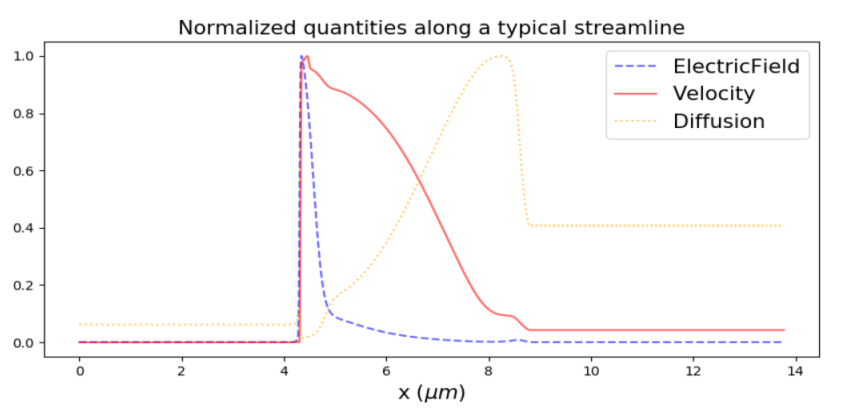 Normalized quantities along a typical streamline
1.0
0.8
0.6
0.4
0.2
0.0
ElectricField
Velocity
Diffusion
0 2 4 6 8 10 12 14
x (μm)